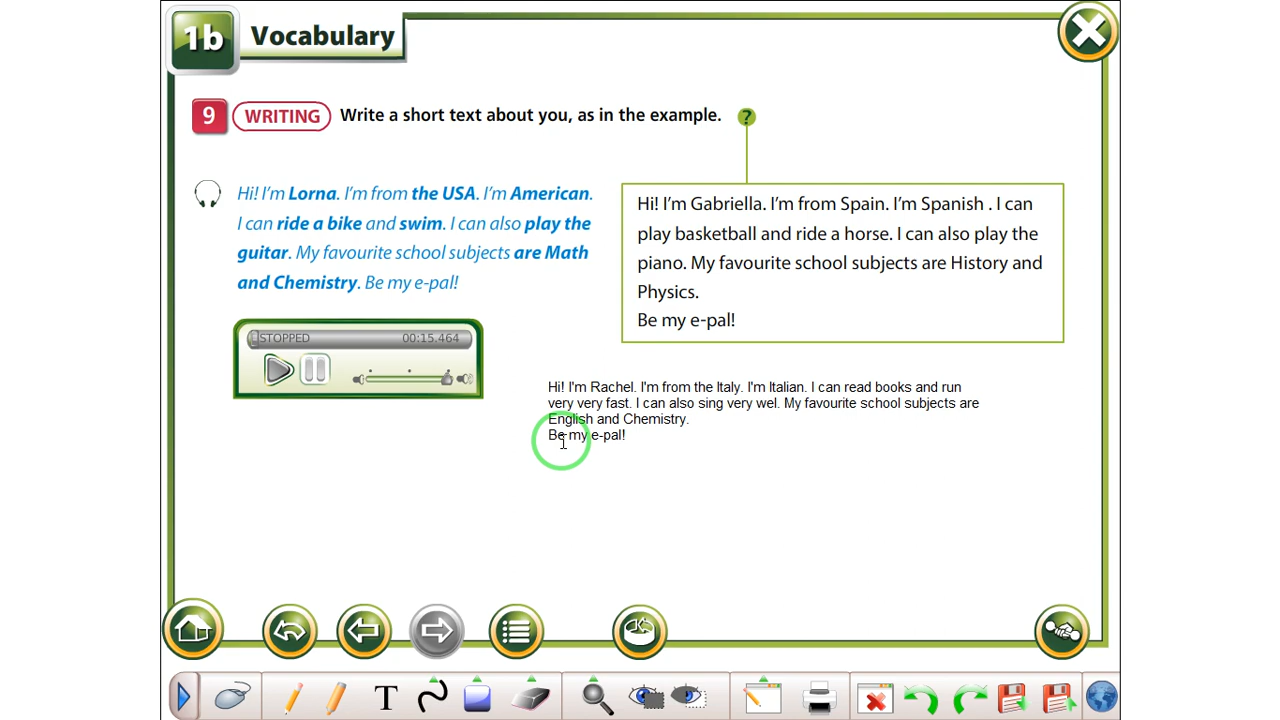 1b Vocabulary
9 WRITING Write a short text about you, as in the example. ?
Hi! I'm Lorna. I'm from the USA. I'm American.
I can ride a bike and swim. I can also play the
guitar. My favourite school subjects are Math
and Chemistry. Be my e-pal!
STOPPED 00:15.464
Hi! I'm Gabriella. I'm from Spain. I'm Spanish . I can
play basketball and ride a horse. I can also play the
piano. My favourite school subjects are History and
Physics.
Be my e-pal!
Hi! I'm Rachel. I'm from the Italy. I'm Italian. I can read books and run
very very fast. I can also sing very wel. My favourite school subjects are
English and Chemistry.
Be my e-pal!
T